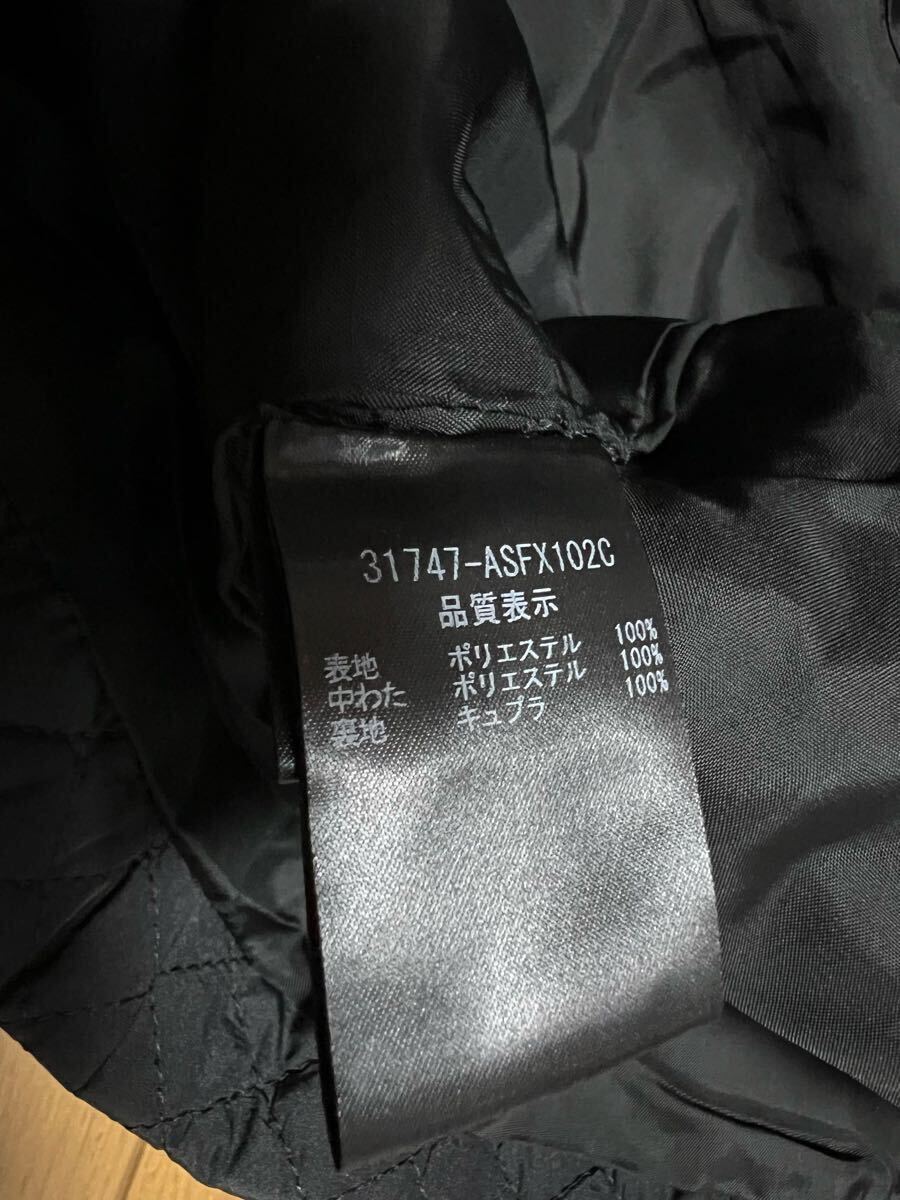 31747-ASFX102C
品質表示
表地 ポリエステル 100%
中わた ポリエステル 100%
裏地 キュプラ 100%